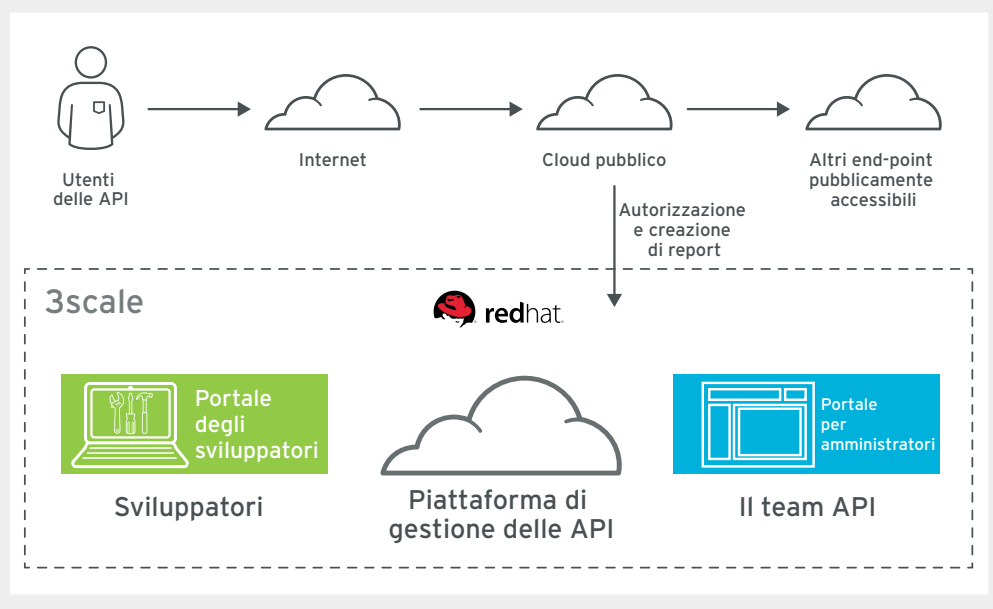 Utenti
delle API
Internet
Cloud pubblico
Altri end-point
pubblicamente
accessibili
Autorizzazione
e creazione
di report
3scale
redhat.
Portale
degli
sviluppatori
Sviluppatori
Piattaforma di
gestione delle API
Portale
per
amministratori
Il team API